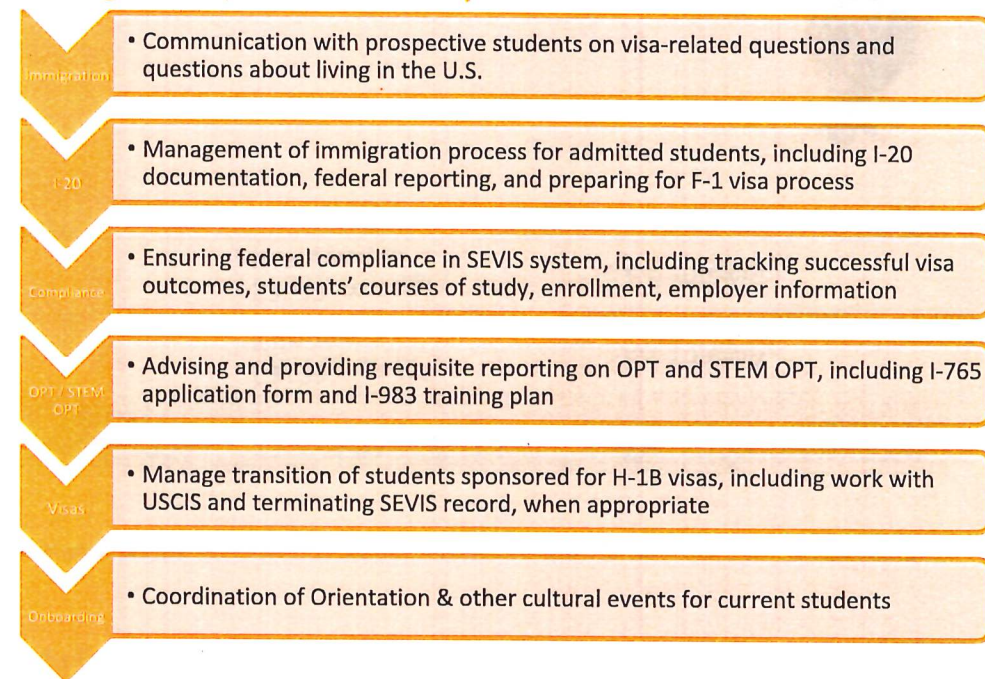 Immigration
• Communication with prospective students on visa-related questions and
questions about living in the U.S.
I-20
• Management of immigration process for admitted students, including I-20
documentation, federal reporting, and preparing for F-1 visa process
Compliance
• Ensuring federal compliance in SEVIS system, including tracking successful visa
outcomes, students' courses of study, enrollment, employer information
OPT / STEM
OPT
• Advising and providing requisite reporting on OPT and STEM OPT, including I-765
application form and I-983 training plan
Visas
• Manage transition of students sponsored for H-1B visas, including work with
USCIS and terminating SEVIS record, when appropriate
Onboarding
• Coordination of Orientation & other cultural events for current students